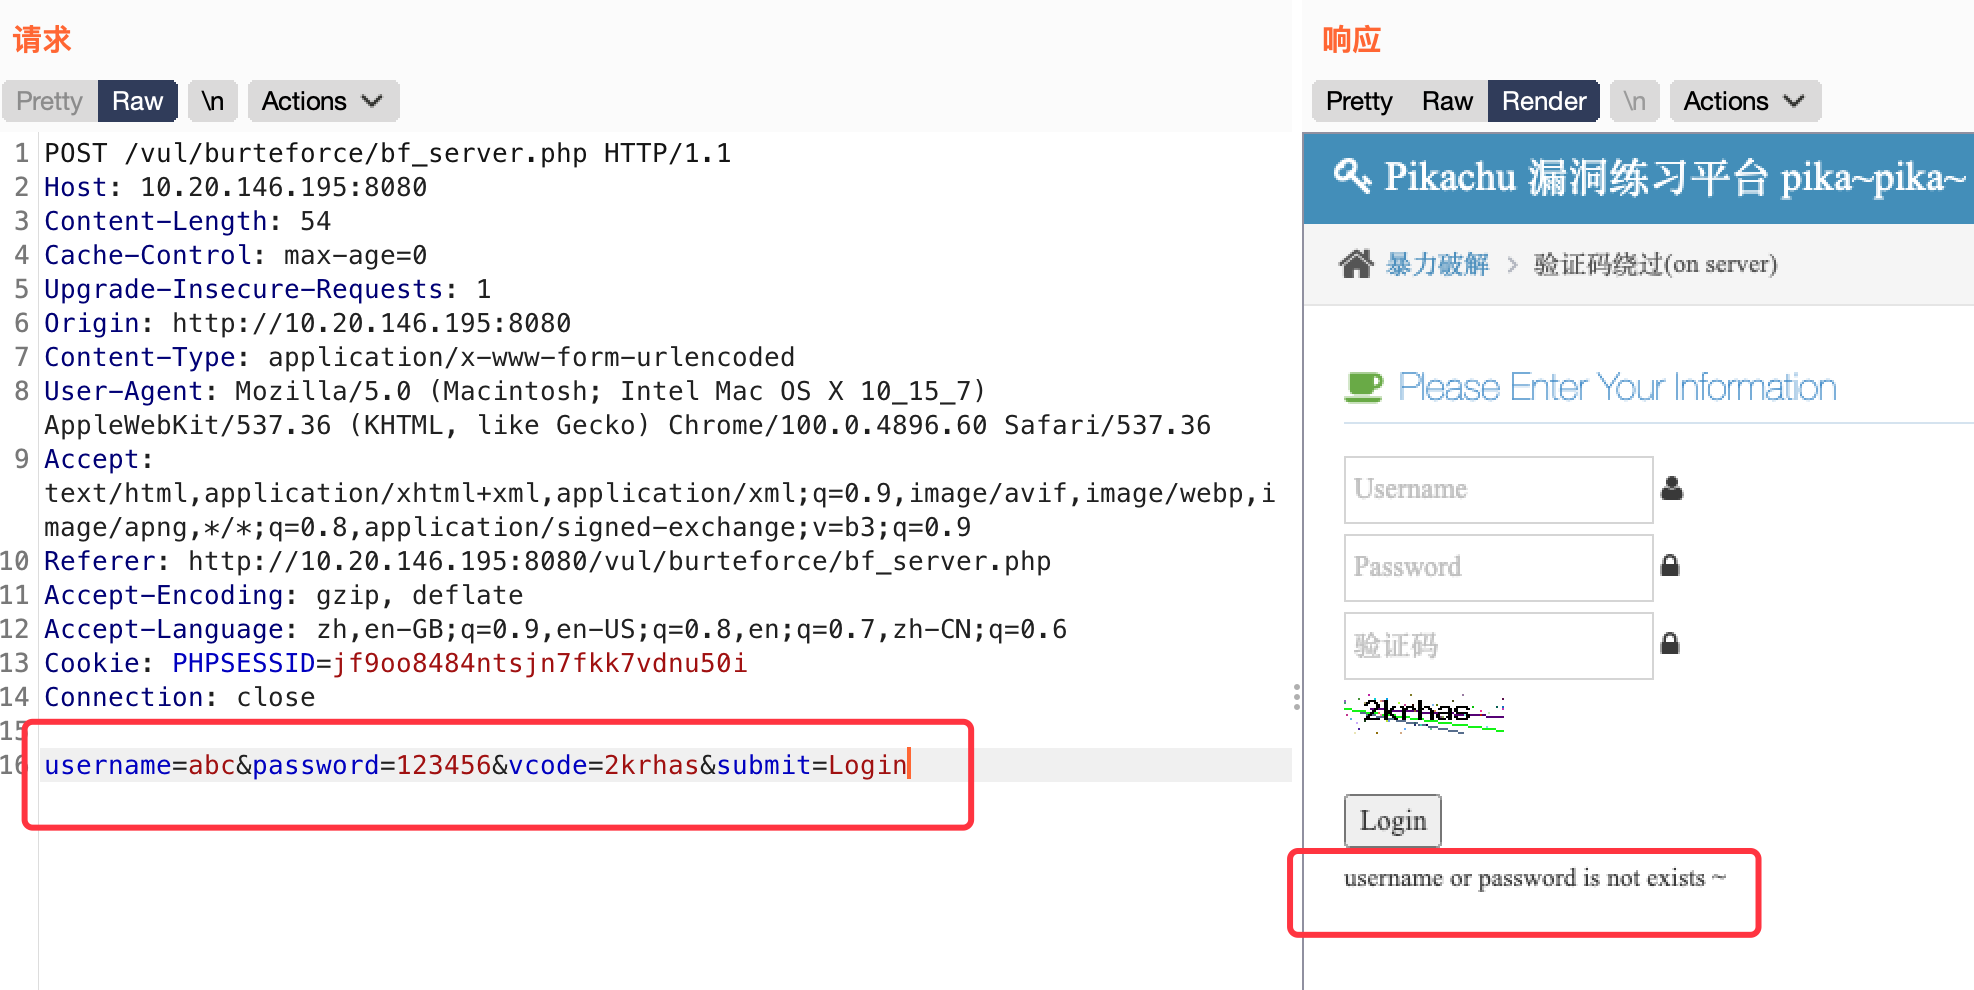 请求
Pretty Raw \n Actions
1 POST /vul/burteforce/bf_server.php HTTP/1.1
2 Host: 10.20.146.195:8080
3 Content-Length: 54
4 Cache-Control: max-age=0
5 Upgrade-Insecure-Requests: 1
6 Origin: http://10.20.146.195:8080
7 Content-Type: application/x-www-form-urlencoded
8 User-Agent: Mozilla/5.0 (Macintosh; Intel Mac OS X 10_15_7)
AppleWebKit/537.36 (KHTML, like Gecko) Chrome/100.0.4896.60 Safari/537.36
9 Accept:
text/html,application/xhtml+xml,application/xml;q=0.9,image/avif,image/webp,i
mage/apng,*/*;q=0.8,application/signed-exchange;v=b3;q=0.9
10 Referer: http://10.20.146.195:8080/vul/burteforce/bf_server.php
11 Accept-Encoding: gzip, deflate
12 Accept-Language: zh,en-GB;q=0.9,en-US;q=0.8,en;q=0.7,zh-CN;q=0.6
13 Cookie: PHPSESSID=jf9oo8484ntsjn7fkk7vdnu50i
14 Connection: close
15
16 username=abc&password=123456&vcode=2krhas&submit=Login
响应
Pretty Raw Render \n Actions
Pikachu 漏洞练习平台 pika~pika~
暴力破解 > 验证码绕过(on server)
Please Enter Your Information
Username
Password
验证码
2krhas
Login
username or password is not exists ~